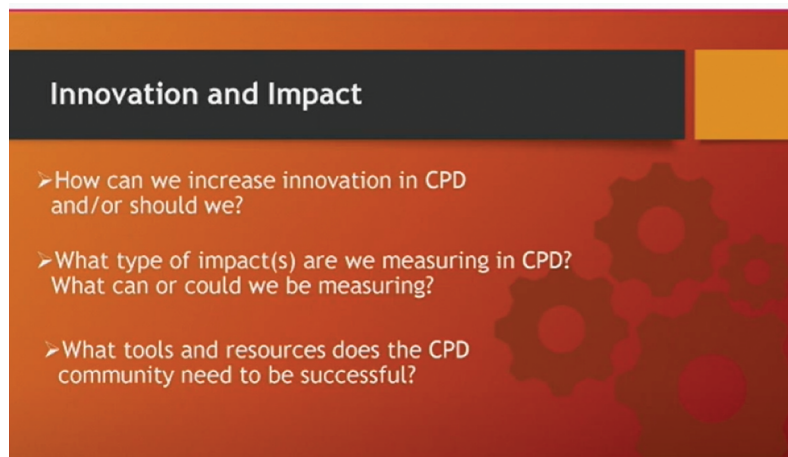 Innovation and Impact
➢How can we increase innovation in CPD
and/or should we?
➢What type of impact(s) are we measuring in CPD?
What can or could we be measuring?
➢What tools and resources does the CPD
community need to be successful?